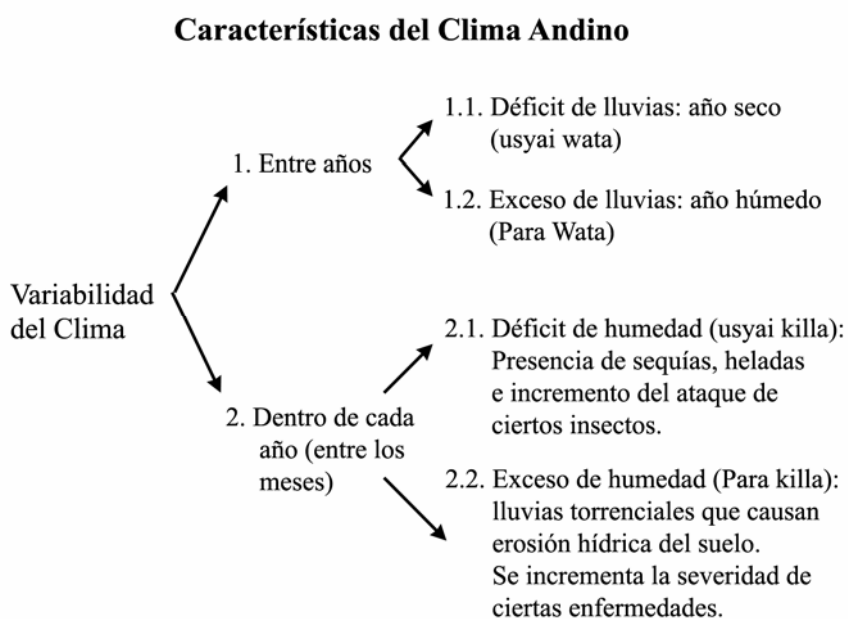 Características del Clima Andino
1.1. Déficit de lluvias: año seco
(usyai wata)
1. Entre años
1.2. Exceso de lluvias: año húmedo
(Para Wata)
Variabilidad
del Clima
2.1. Déficit de humedad (usyai killa):
Presencia de sequías, heladas
e incremento del ataque de
ciertos insectos.
2. Dentro de cada
año (entre los
meses)
2.2. Exceso de humedad (Para killa):
lluvias torrenciales que causan
erosión hídrica del suelo.
Se incrementa la severidad de
ciertas enfermedades.